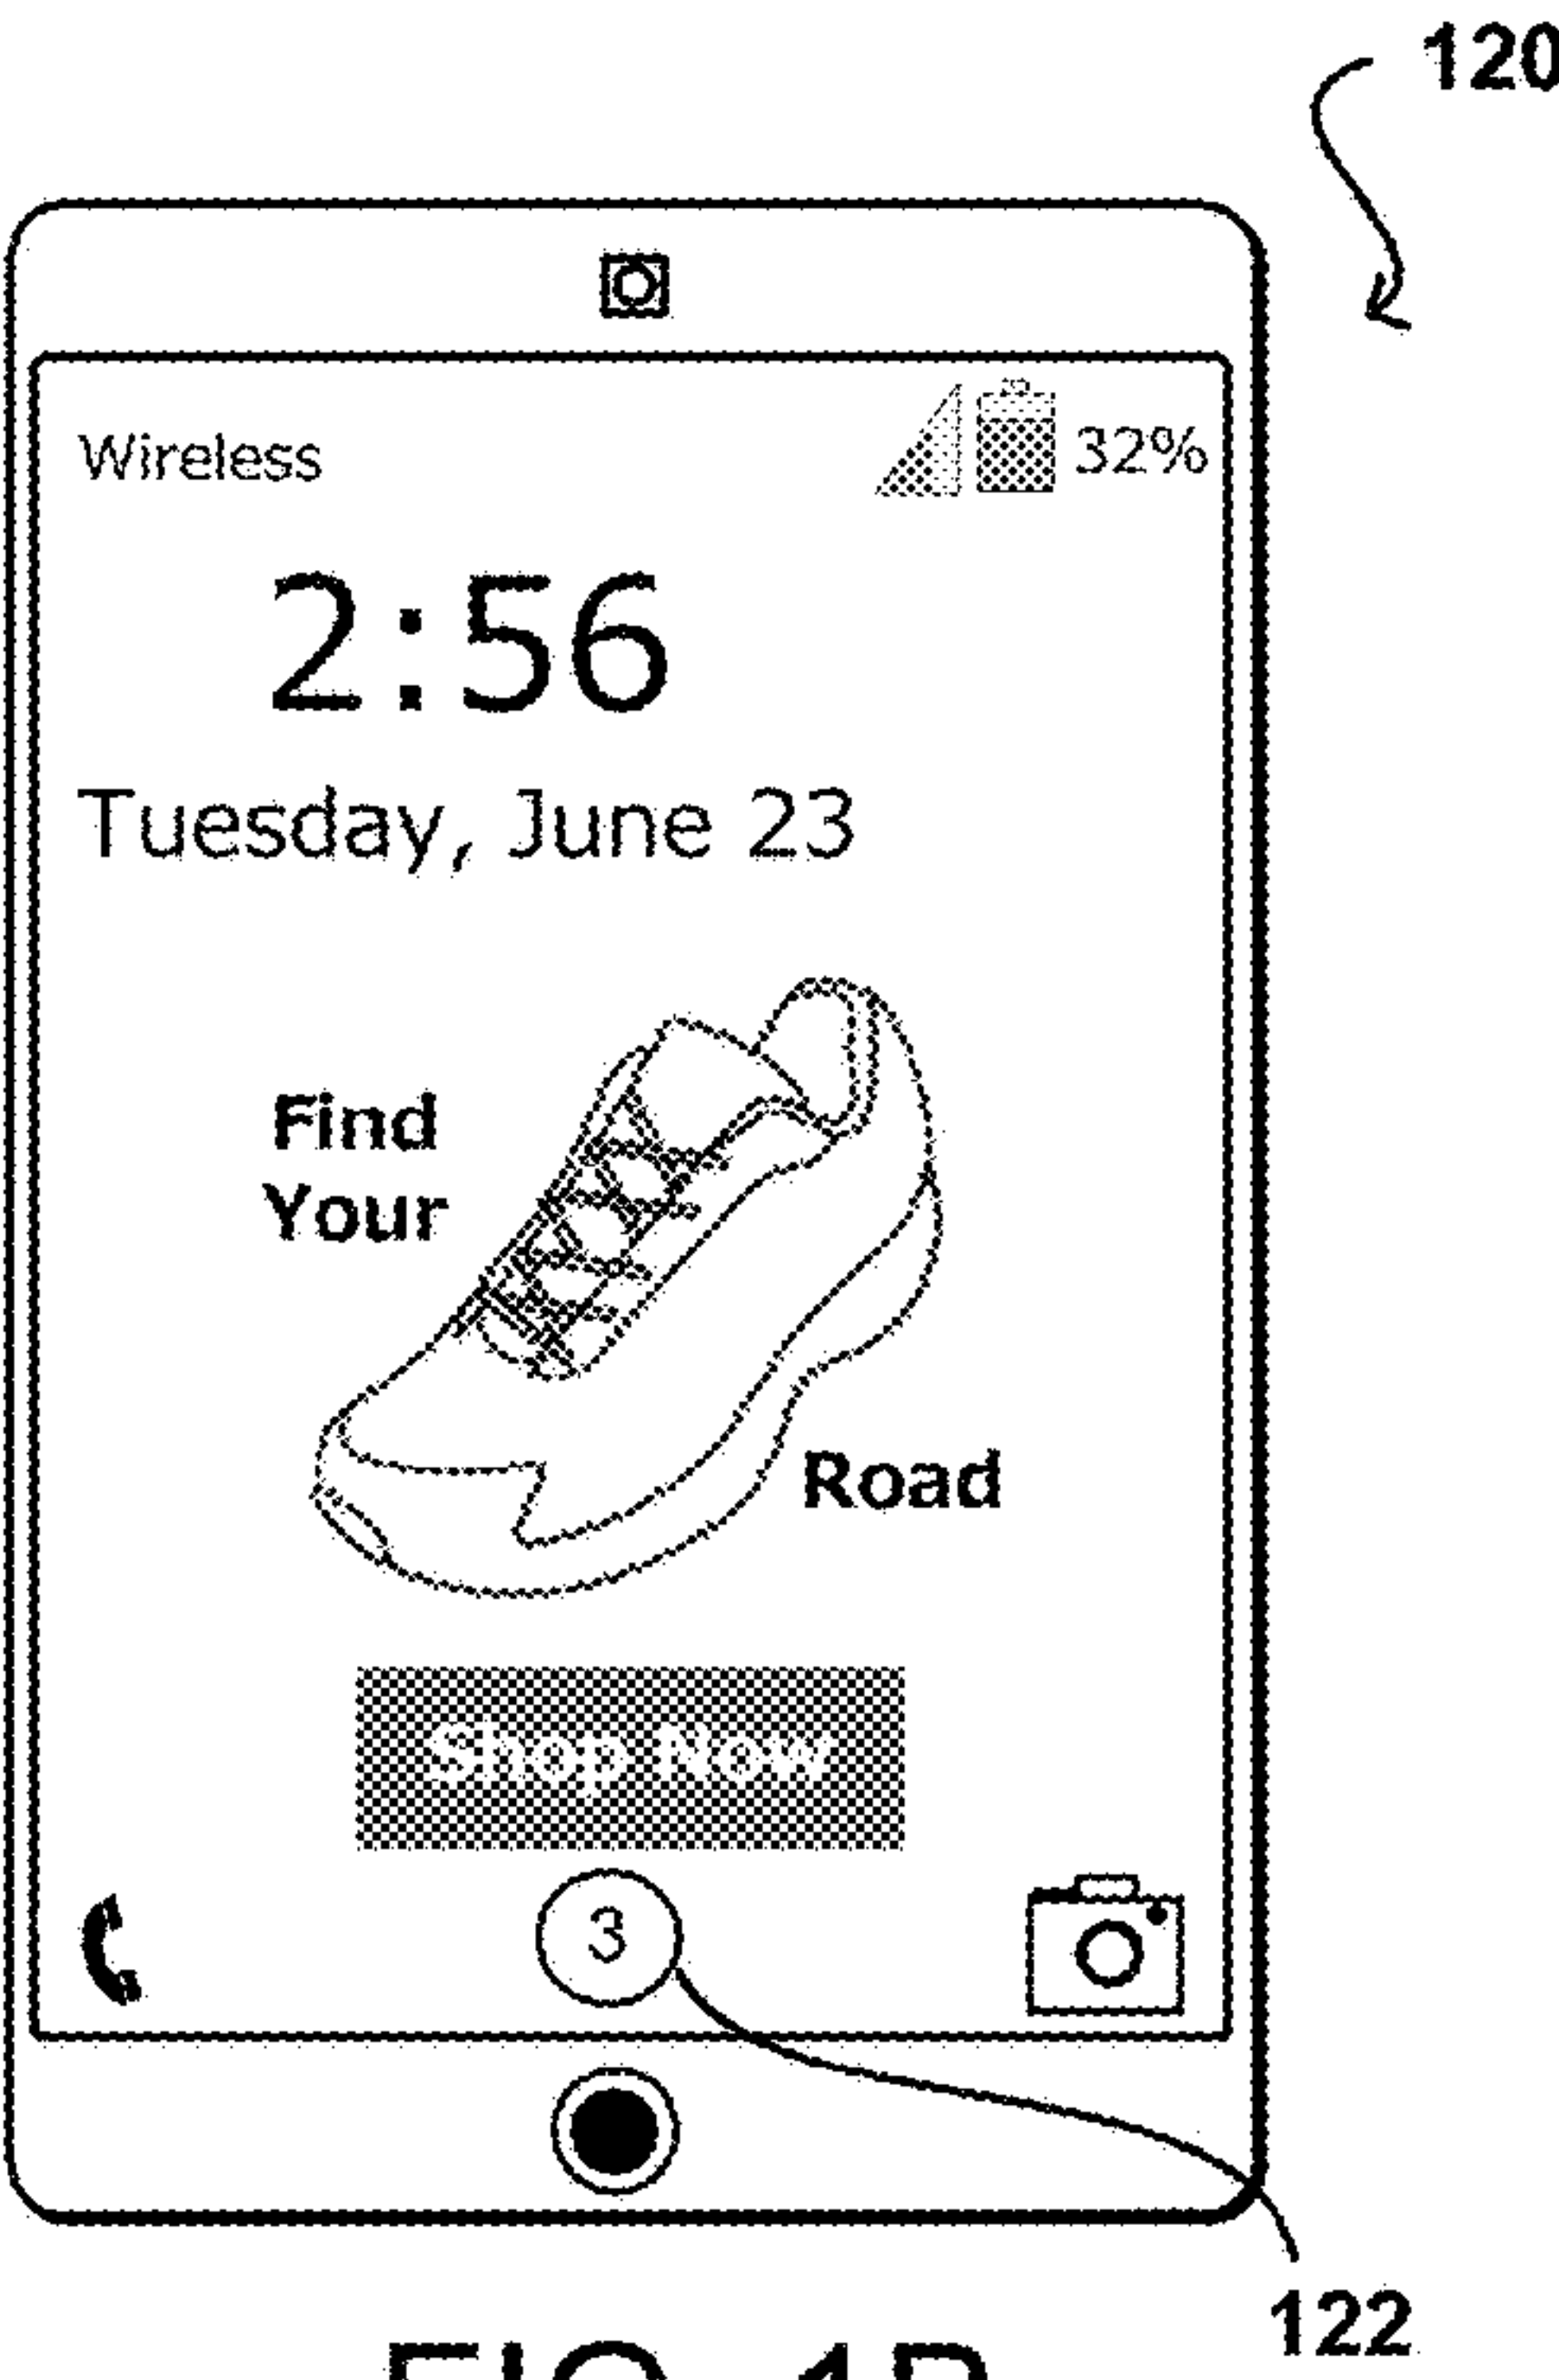 120
Wireless 32%
2:56
Tuesday, June 23
Find
Your
Road
Shop Now
3
122